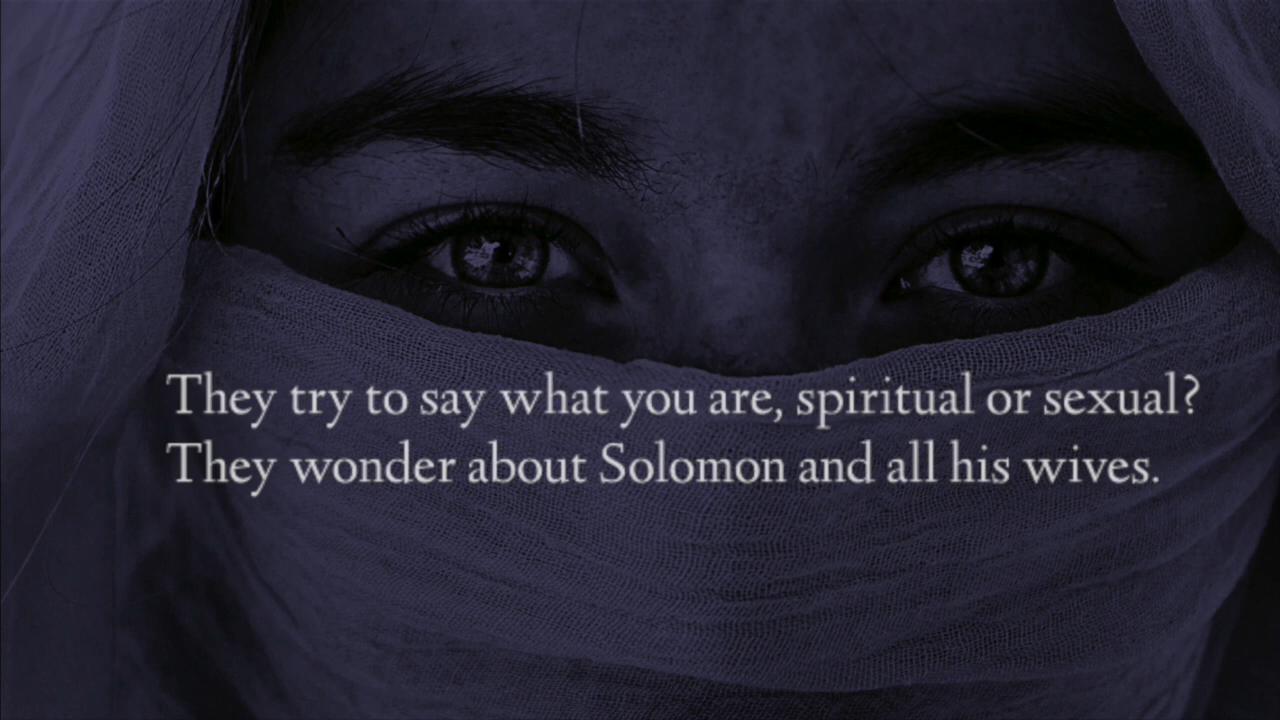 They try to say what you are, spiritual or sexual?
They wonder about Solomon and all his wives.